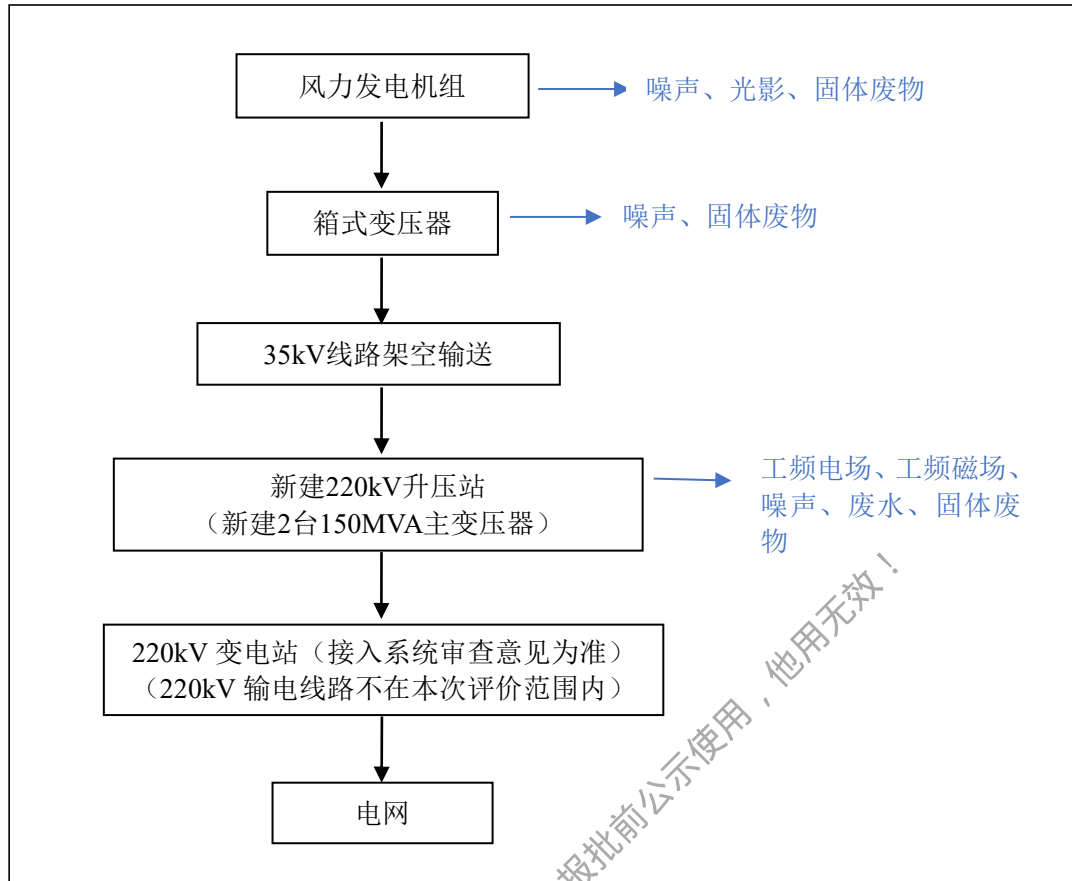 风力发电机组
噪声、光影、固体废物
箱式变压器
噪声、固体废物
35kV线路架空输送
新建220kV升压站
（新建2台150MVA主变压器）
工频电场、工频磁场、
噪声、废水、固体废
物
220kV 变电站（接入系统审查意见为准）
（220kV 输电线路不在本次评价范围内）
电网
报批前公示使用，他用无效！